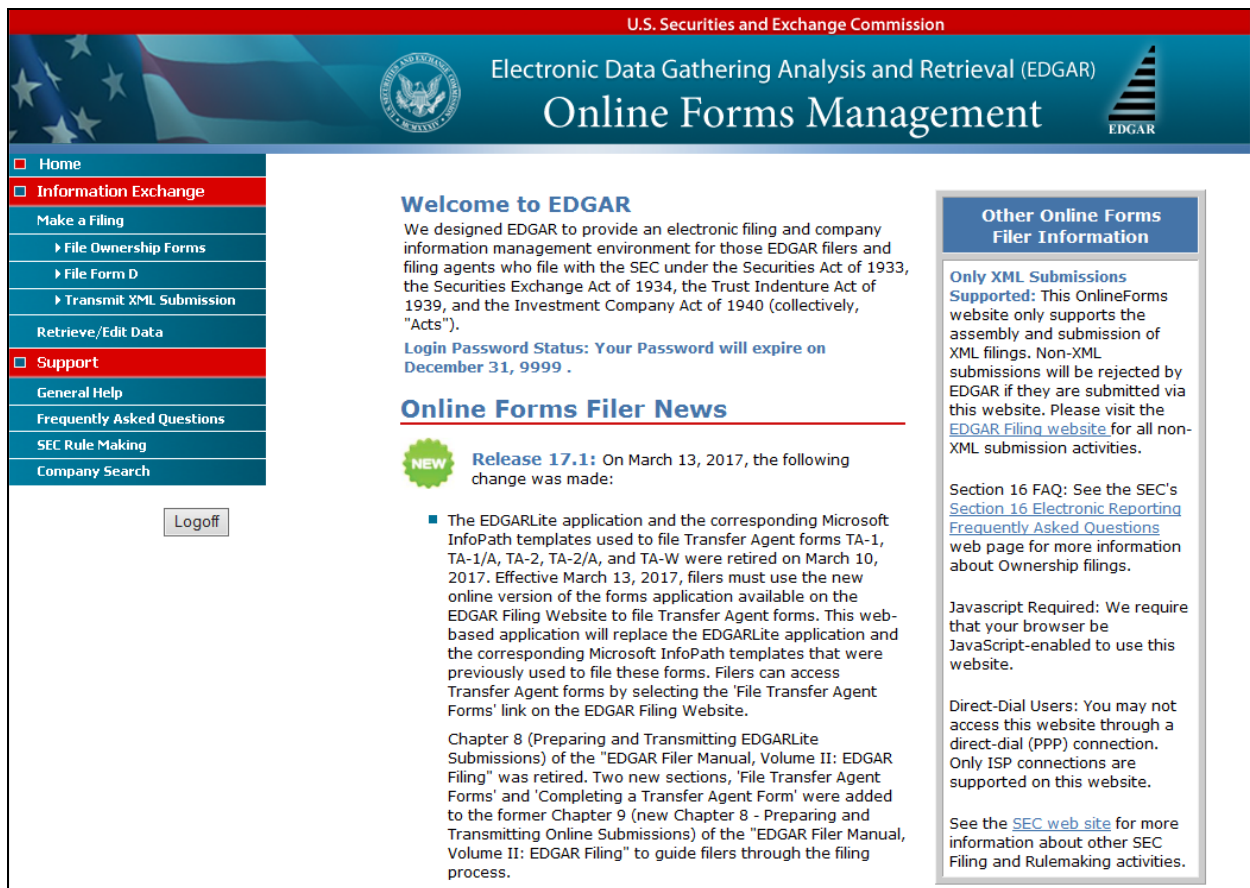 U.S. Securities and Exchange Commission
Electronic Data Gathering Analysis and Retrieval (EDGAR)
Online Forms Management
EDGAR
Home
Information Exchange
Make a Filing
File Ownership Forms
File Form D
Transmit XML Submission
Retrieve/Edit Data
Support
General Help
Frequently Asked Questions
SEC Rule Making
Company Search
Logoff
Welcome to EDGAR
We designed EDGAR to provide an electronic filing and company
information management environment for those EDGAR filers and
filing agents who file with the SEC under the Securities Act of 1933,
the Securities Exchange Act of 1934, the Trust Indenture Act of
1939, and the Investment Company Act of 1940 (collectively,
"Acts").
Login Password Status: Your Password will expire on
December 31, 9999 .
Online Forms Filer News
NEW
Release 17.1: On March 13, 2017, the following
change was made:
The EDGARLite application and the corresponding Microsoft
InfoPath templates used to file Transfer Agent forms TA-1,
TA-1/A, TA-2, TA-2/A, and TA-W were retired on March 10,
2017. Effective March 13, 2017, filers must use the new
online version of the forms application available on the
EDGAR Filing Website to file Transfer Agent forms. This web-
based application will replace the EDGARLite application and
the corresponding Microsoft InfoPath templates that were
previously used to file these forms. Filers can access
Transfer Agent forms by selecting the 'File Transfer Agent
Forms' link on the EDGAR Filing Website.
Chapter 8 (Preparing and Transmitting EDGARLite
Submissions) of the "EDGAR Filer Manual, Volume II: EDGAR
Filing" was retired. Two new sections, 'File Transfer Agent
Forms' and 'Completing a Transfer Agent Form' were added
to the former Chapter 9 (new Chapter 8 - Preparing and
Transmitting Online Submissions) of the "EDGAR Filer Manual,
Volume II: EDGAR Filing" to guide filers through the filing
process.
Other Online Forms
Filer Information
Only XML Submissions
Supported: This OnlineForms
website only supports the
assembly and submission of
XML filings. Non-XML
submissions will be rejected by
EDGAR if they are submitted via
this website. Please visit the
EDGAR Filing website for all non-
XML submission activities.
Section 16 FAQ: See the SEC's
Section 16 Electronic Reporting
Frequently Asked Questions
web page for more information
about Ownership filings.
Javascript Required: We require
that your browser be
JavaScript-enabled to use this
website.
Direct-Dial Users: You may not
access this website through a
direct-dial (PPP) connection.
Only ISP connections are
supported on this website.
See the SEC web site for more
information about other SEC
Filing and Rulemaking activities.